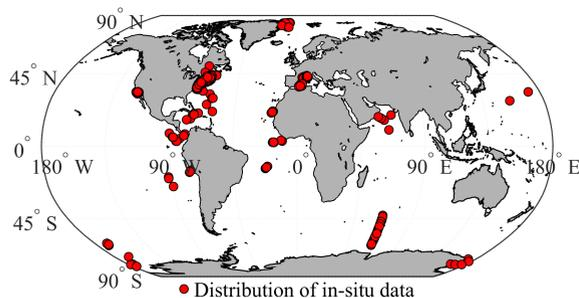 90° N
45° N
0°
180° W 90° W 0° 90° E 180° E
45° S
90° S
Distribution of in-situ data